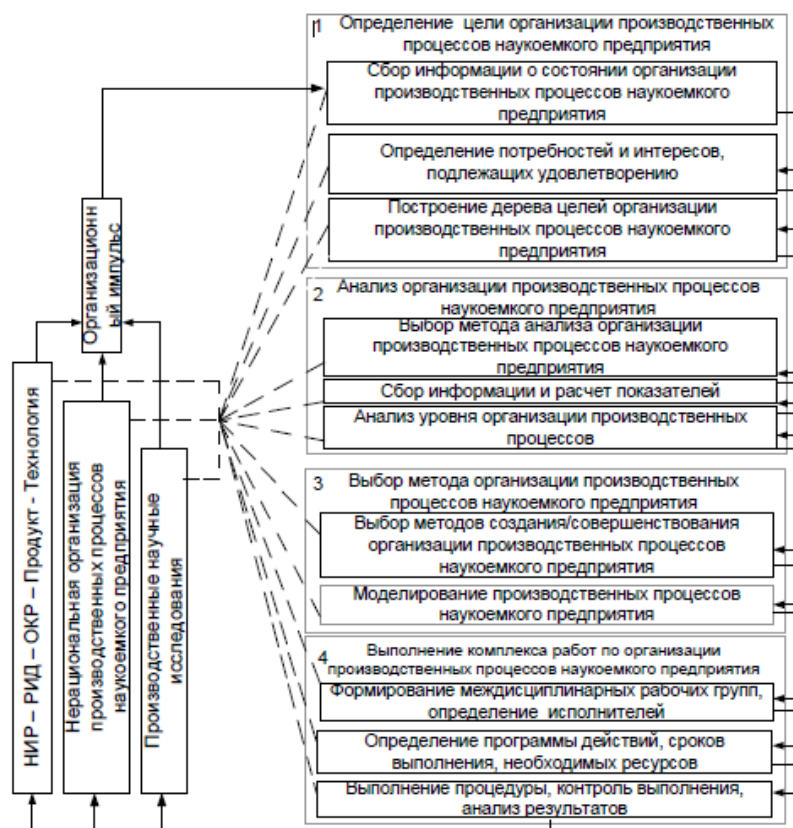 1 Определение цели организации производственных
процессов наукоемкого предприятия
Сбор информации о состоянии организации
производственных процессов наукоемкого
предприятия
Определение потребностей и интересов,
подлежащих удовлетворению
Построение дерева целей организации
производственных процессов наукоемкого
предприятия
Организационн
ый импульс
2 Анализ организации производственных процессов
наукоемкого предприятия
Выбор метода анализа организации
производственных процессов наукоемкого
предприятия
Сбор информации и расчет показателей
Анализ уровня организации производственных
процессов
НИР – РИД – ОКР – Продукт - Технология
Нерациональная организация
производственных процессов
наукоемкого предприятия
Производственные научные
исследования
3 Выбор метода организации производственных
процессов наукоемкого предприятия
Выбор методов создания/совершенствования
организации производственных процессов
наукоемкого предприятия
Моделирование производственных процессов
наукоемкого предприятия
4 Выполнение комплекса работ по организации
производственных процессов наукоемкого предприятия
Формирование междисциплинарных рабочих групп,
определение исполнителей
Определение программы действий, сроков
выполнения, необходимых ресурсов
Выполнение процедуры, контроль выполнения,
анализ результатов